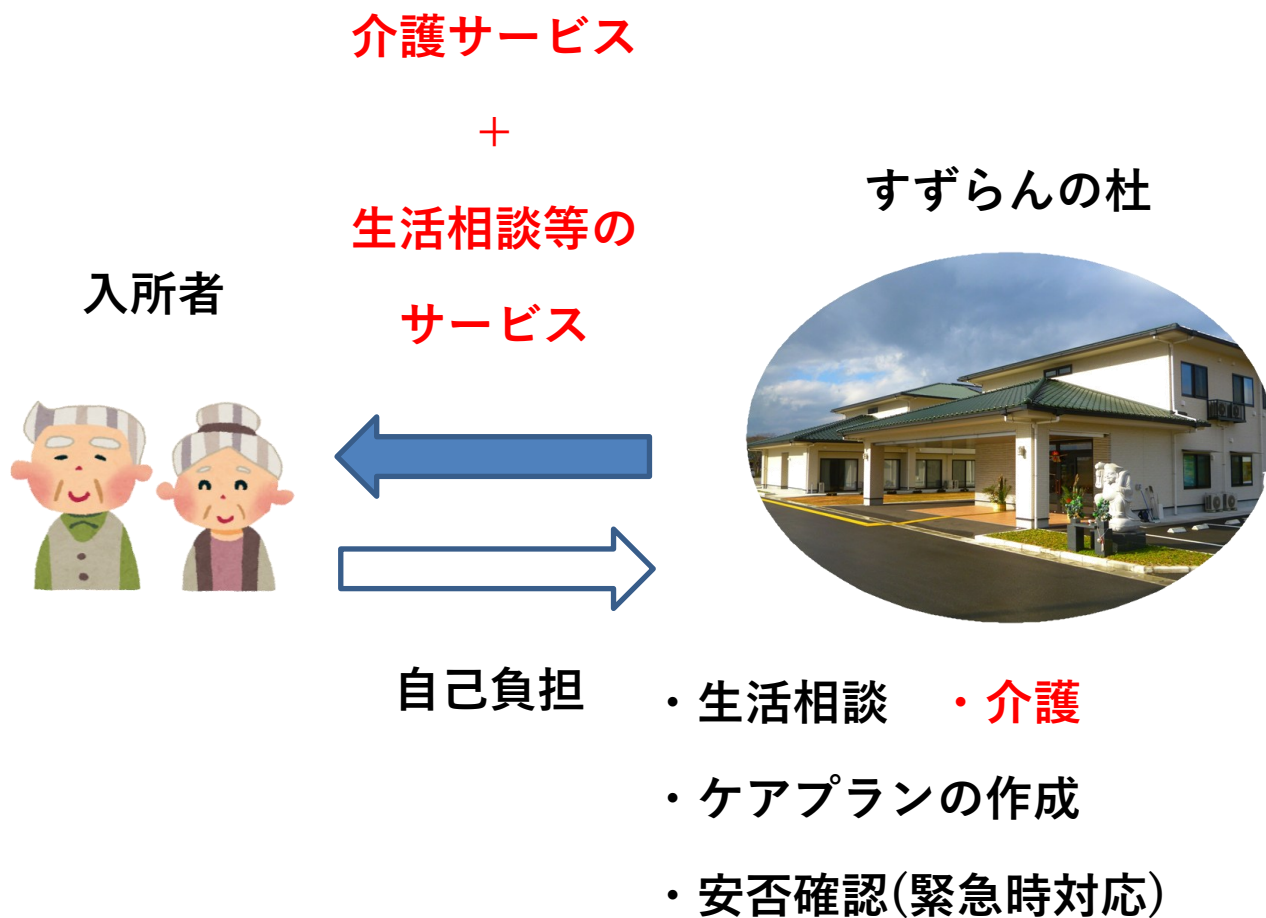 介護サービス
+
生活相談等の
サービス
すずらんの杜
入所者
自己負担
・生活相談　・介護
・ケアプランの作成
・安否確認(緊急時対応)